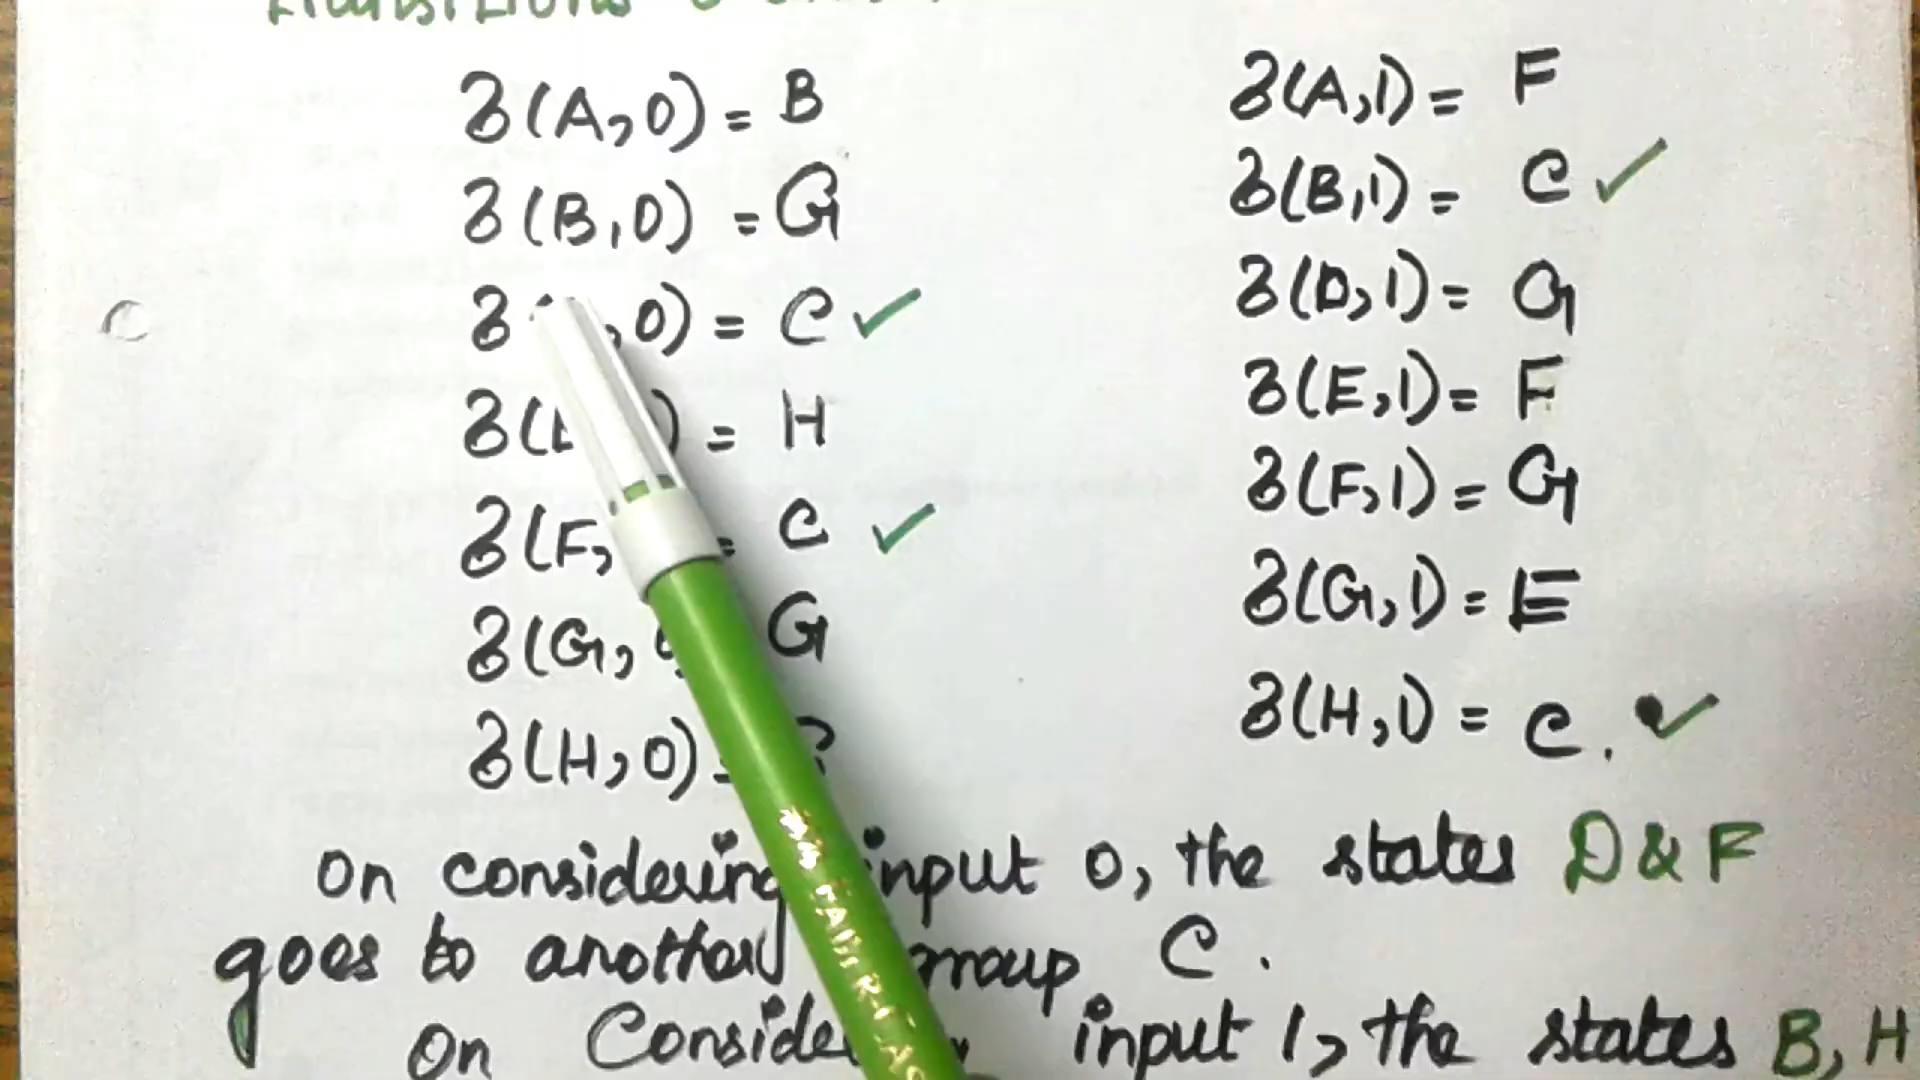 δ(A,0) = B
δ(B,0) = G
0) = C ✓
= H
δ(F, = C ✓
δ(G, G
δ(H,0)
δ(A,1) = F
δ(B,1) = C ✓
δ(D,1) = G
δ(E,1) = F
δ(F,1) = G
δ(G,1) = E
δ(H,1) = C. ✓
C
On considering input 0, the states D & F
goes to another group C.
On input 1, the states B, H